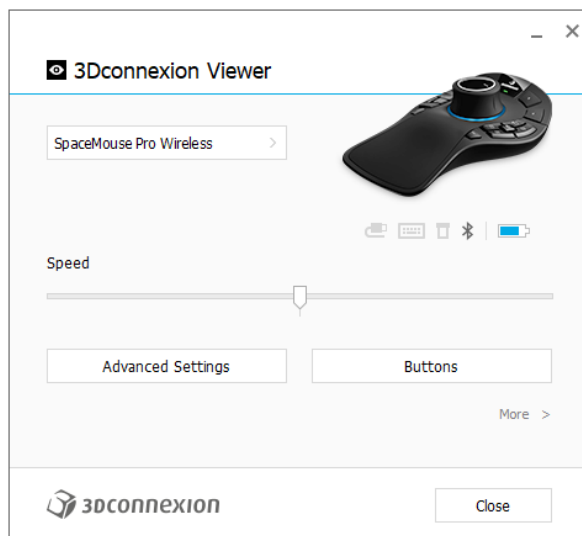 3Dconnexion Viewer
SpaceMouse Pro Wireless
Speed
Advanced Settings
Buttons
More >
3Dconnexion
Close